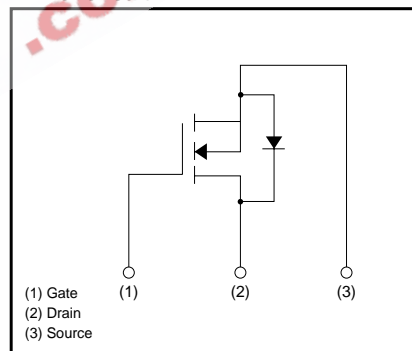 .co
(1) (2) (3)
(1) Gate
(2) Drain
(3) Source